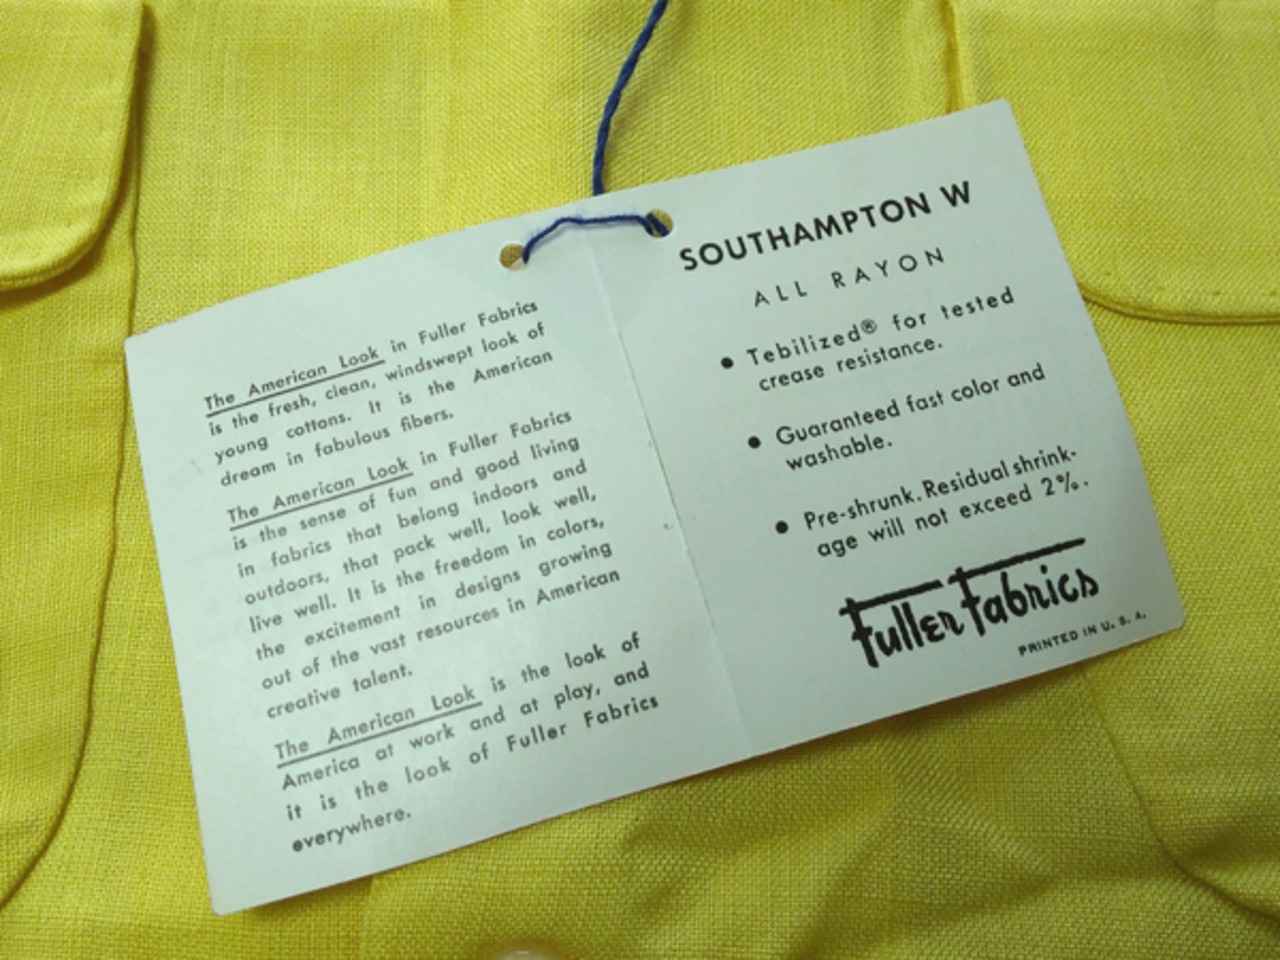 The American Look in Fuller Fabrics
is the fresh, clean, windswept look of
young cottons. It is the American
dream in fabulous fibers.
The American Look in Fuller Fabrics
is the sense of fun and good living
in fabrics that belong indoors and
outdoors, that pack well, look well,
live well. It is the freedom in colors,
the excitement in designs growing
out of the vast resources in American
creative talent.
The American Look is the look of
America at work and at play, and
it is the look of Fuller Fabrics
everywhere.
SOUTHAMPTON W
ALL RAYON
• Tebilized® for tested
crease resistance.
• Guaranteed fast color and
washable.
• Pre-shrunk. Residual shrink-
age will not exceed 2%.
Fuller Fabrics
PRINTED IN U. S. A.